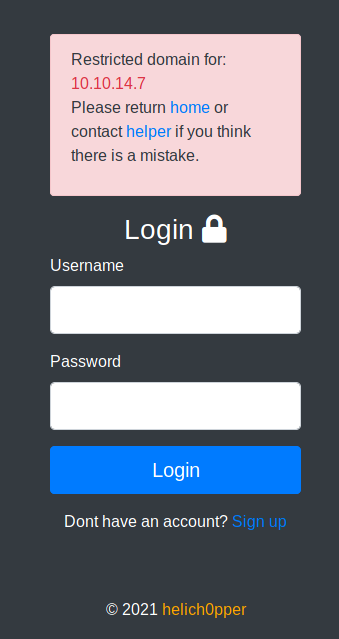 Restricted domain for:
10.10.14.7
Please return home or
contact helper if you think
there is a mistake.
Login
Username
Password
Login
Dont have an account? Sign up
© 2021 helich0pper